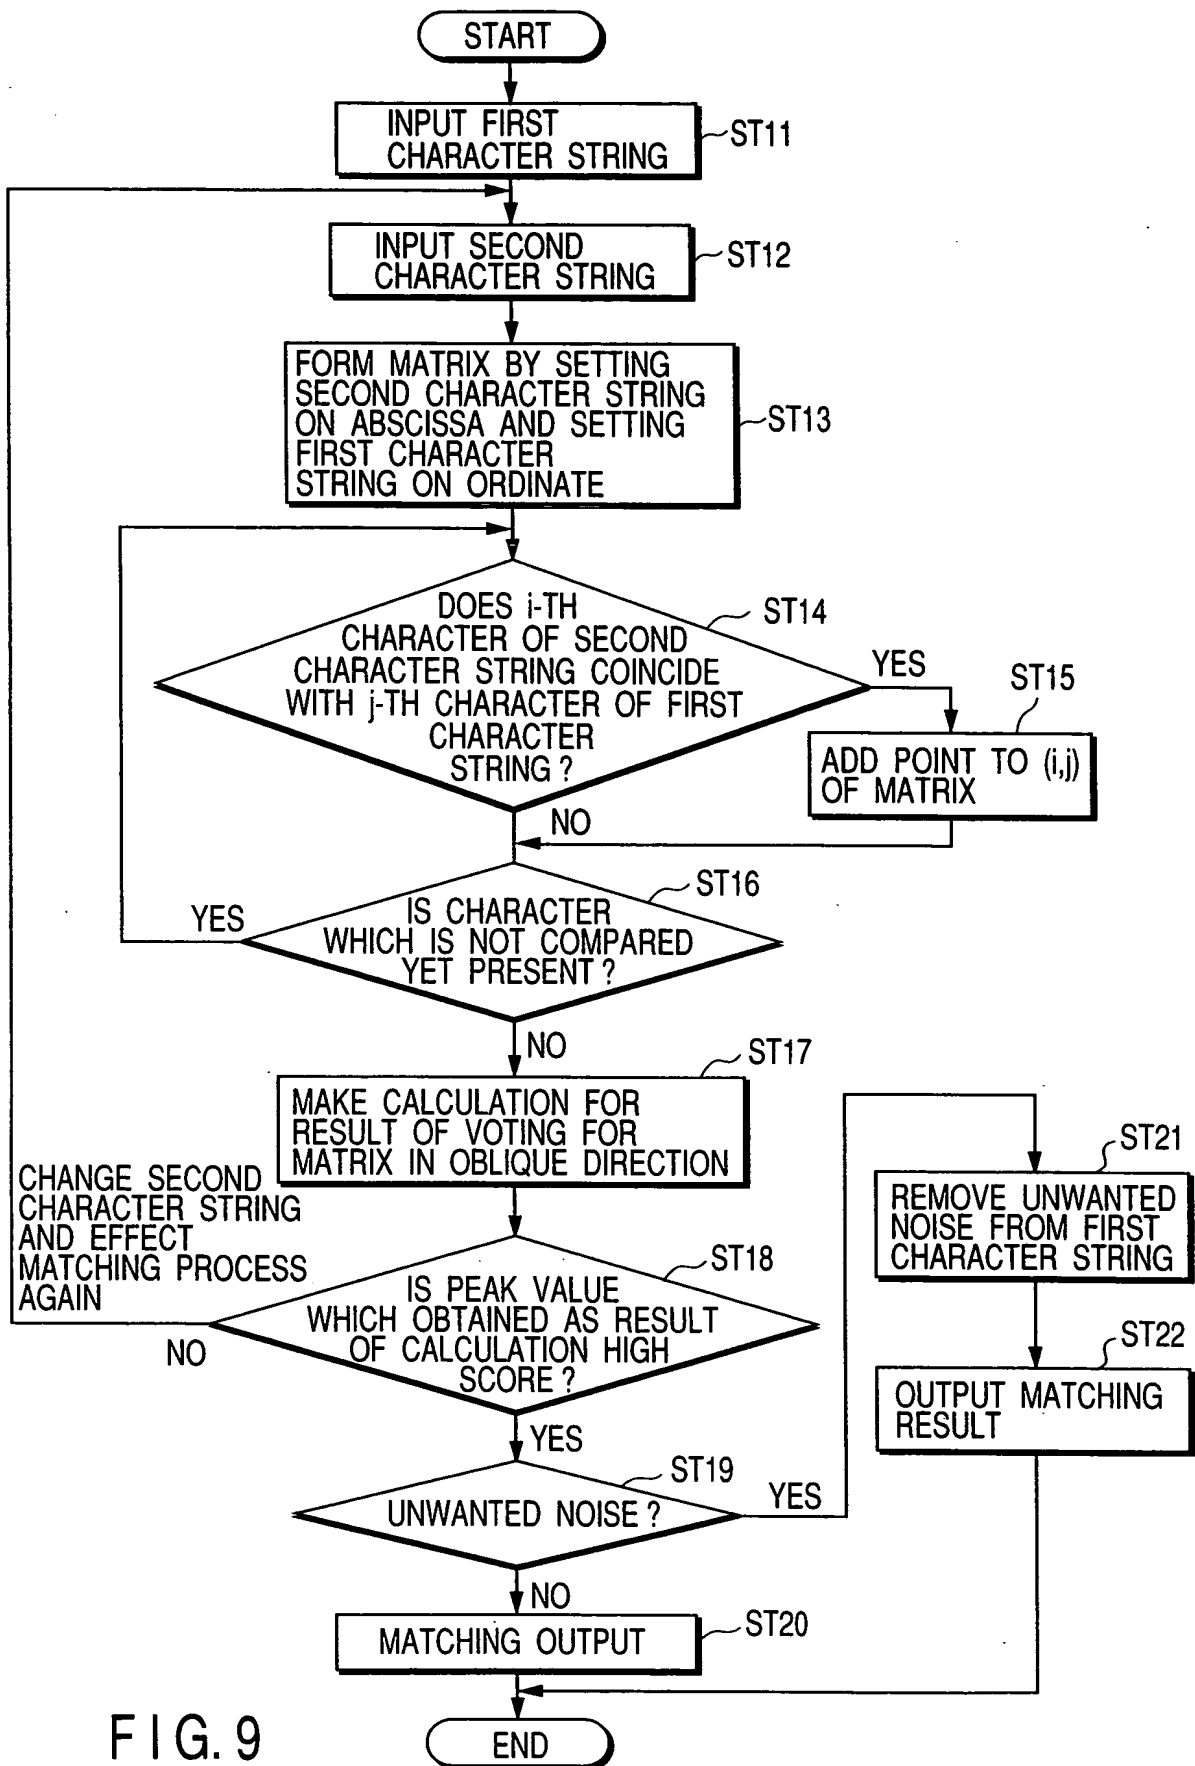 START
INPUT FIRST
CHARACTER STRING
ST11
INPUT SECOND
CHARACTER STRING
ST12
FORM MATRIX BY SETTING
SECOND CHARACTER STRING
ON ABSCISSA AND SETTING
FIRST CHARACTER
STRING ON ORDINATE
ST13
DOES i-TH
CHARACTER OF SECOND
CHARACTER STRING COINCIDE
WITH j-TH CHARACTER OF FIRST
CHARACTER
STRING?
ST14
YES
ST15
ADD POINT TO (i,j)
OF MATRIX
NO
ST16
IS CHARACTER
WHICH IS NOT COMPARED
YET PRESENT?
YES
NO
ST17
MAKE CALCULATION FOR
RESULT OF VOTING FOR
MATRIX IN OBLIQUE DIRECTION
CHANGE SECOND
CHARACTER STRING
AND EFFECT
MATCHING PROCESS
AGAIN
ST18
IS PEAK VALUE
WHICH OBTAINED AS RESULT
OF CALCULATION HIGH
SCORE?
NO
YES
ST19
UNWANTED NOISE?
YES
ST21
REMOVE UNWANTED
NOISE FROM FIRST
CHARACTER STRING
ST22
OUTPUT MATCHING
RESULT
NO
MATCHING OUTPUT
ST20
END
FIG. 9